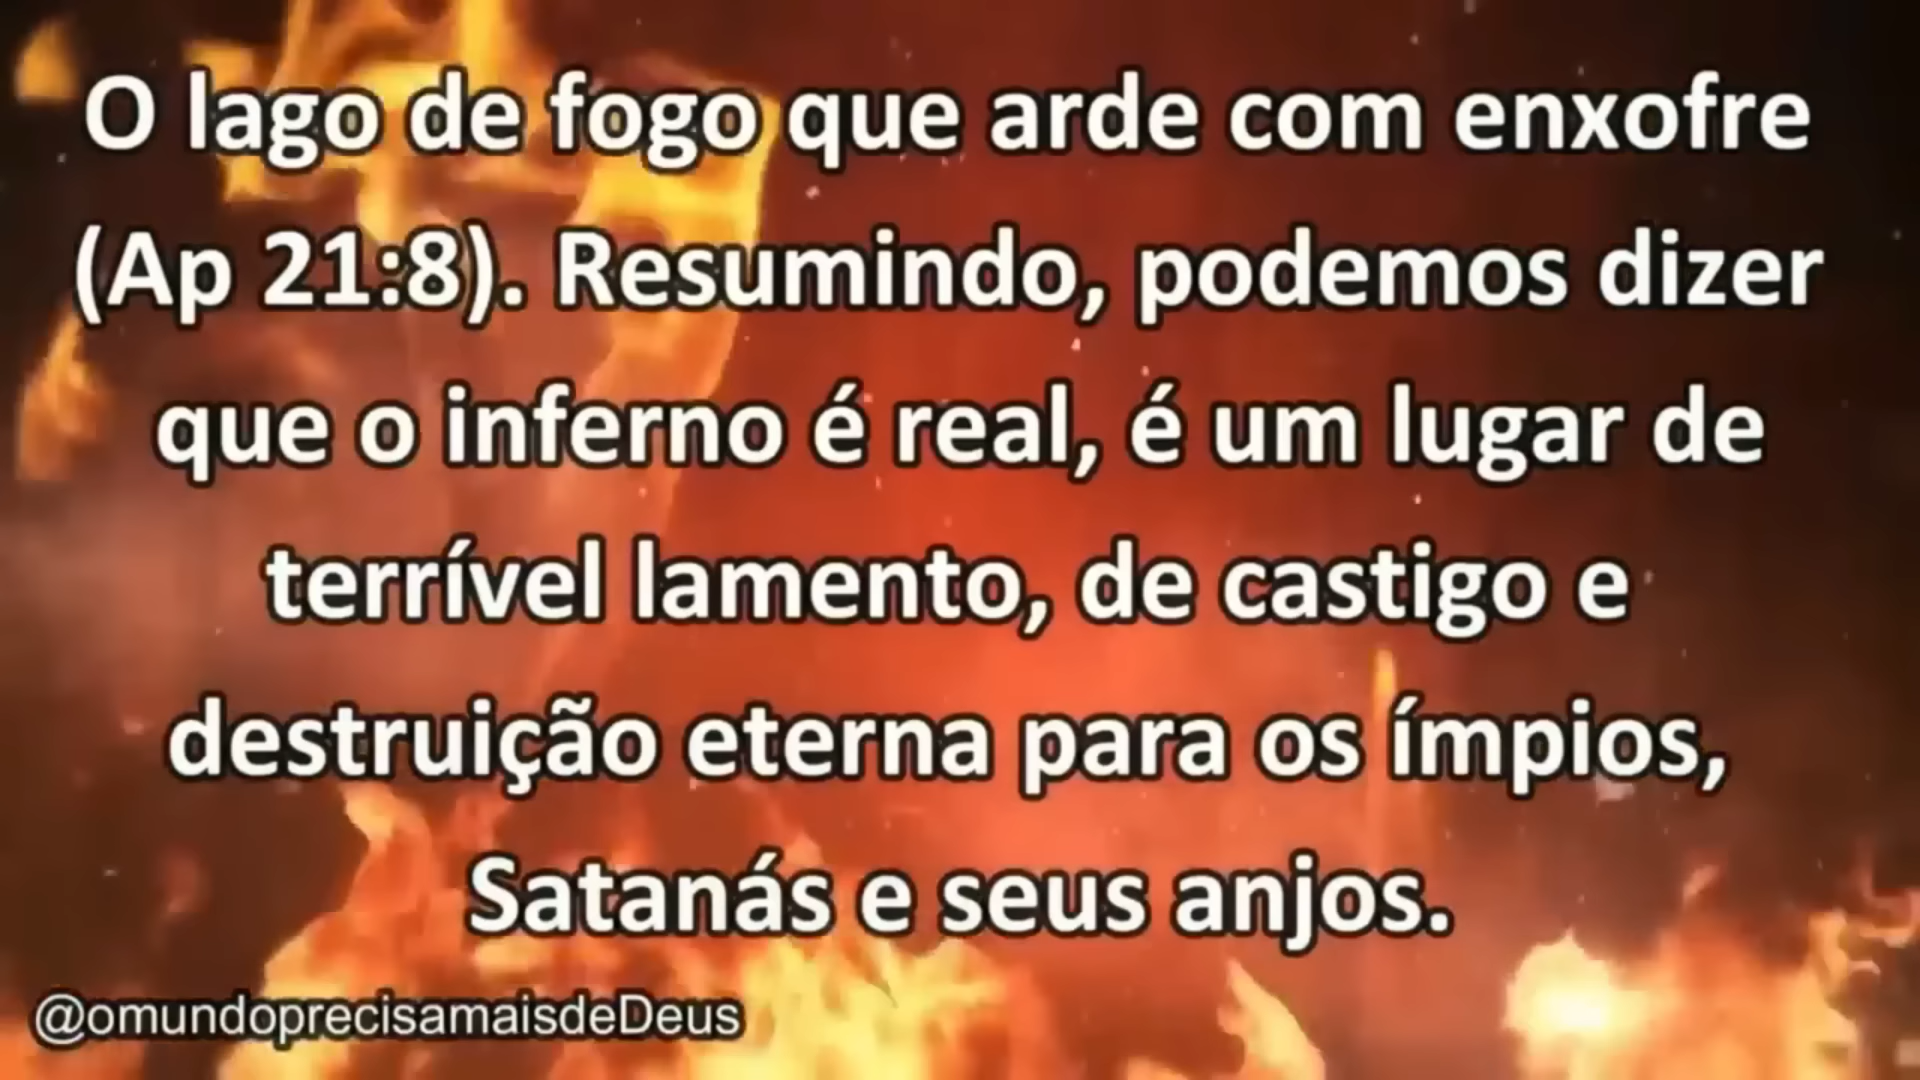 O lago de fogo que arde com enxofre
(Ap 21:8). Resumindo, podemos dizer
que o inferno é real, é um lugar de
terrível lamento, de castigo e
destruição eterna para os ímpios,
Satanás e seus anjos.
@omundoprecisamaisdeDeus